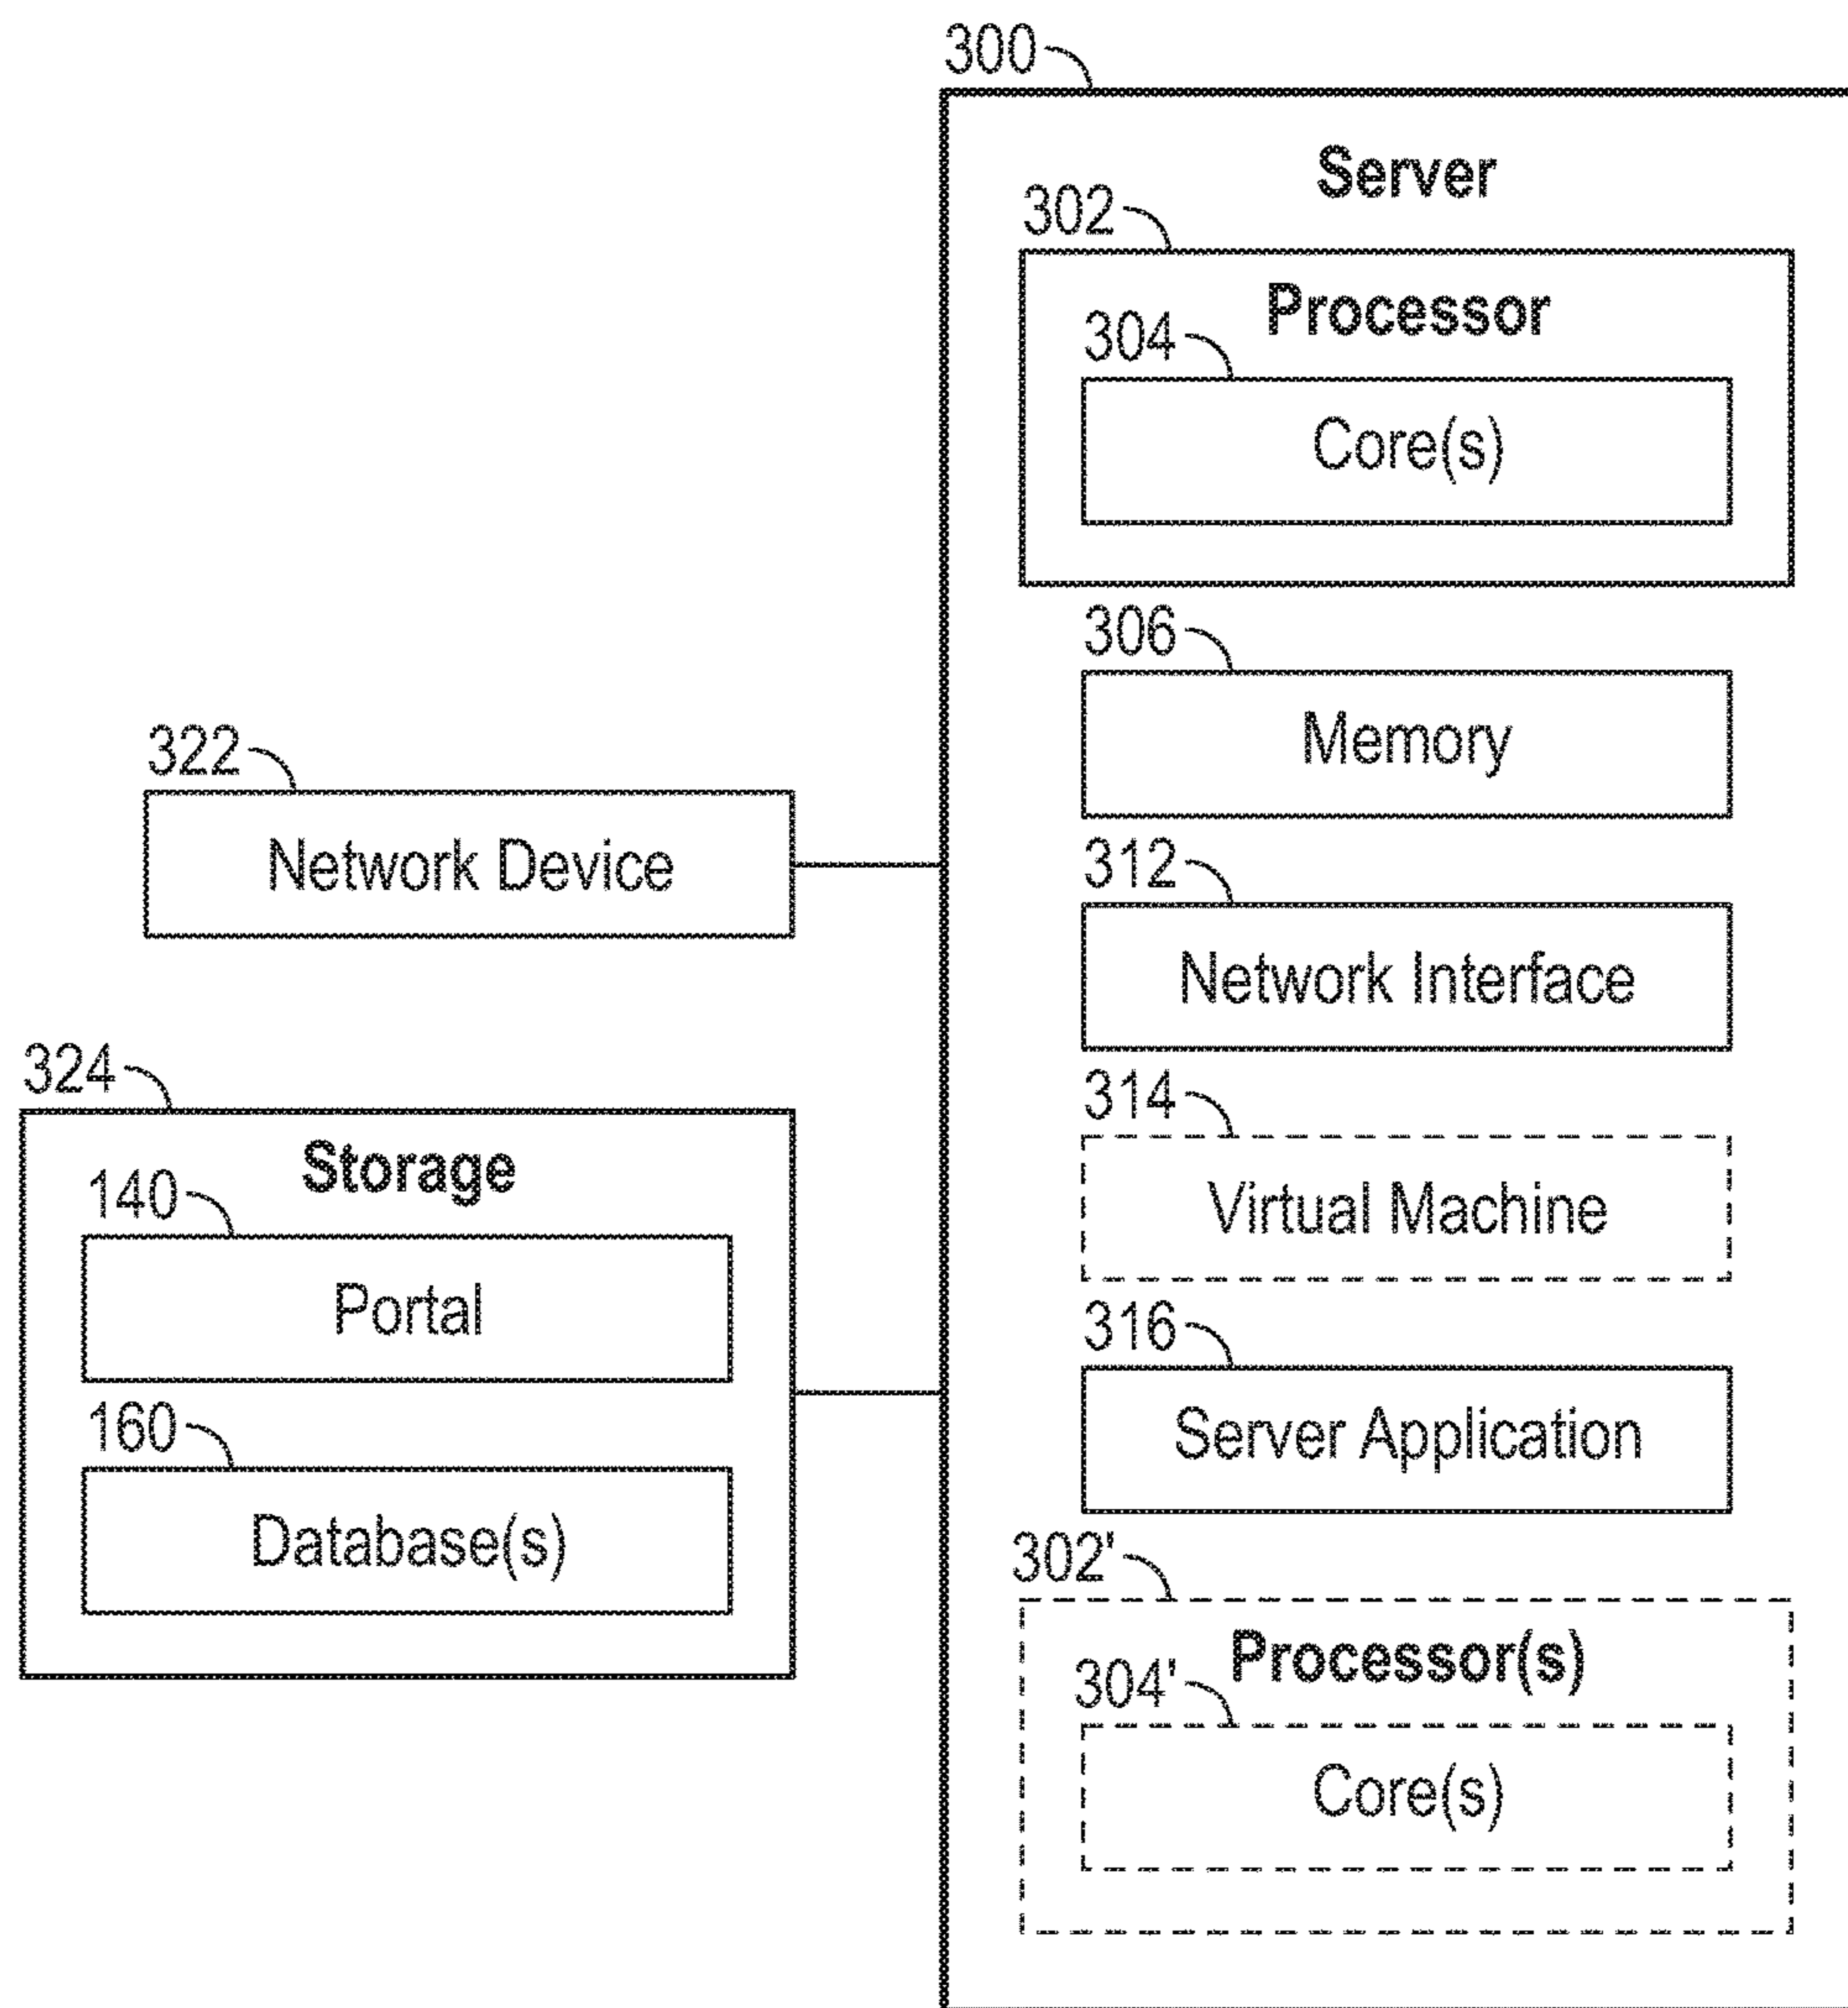 300
Server
302
Processor
304
Core(s)
306
Memory
322
Network Device
312
Network Interface
324
Storage
140
Portal
160
Database(s)
314
Virtual Machine
316
Server Application
302'
Processor(s)
304'
Core(s)